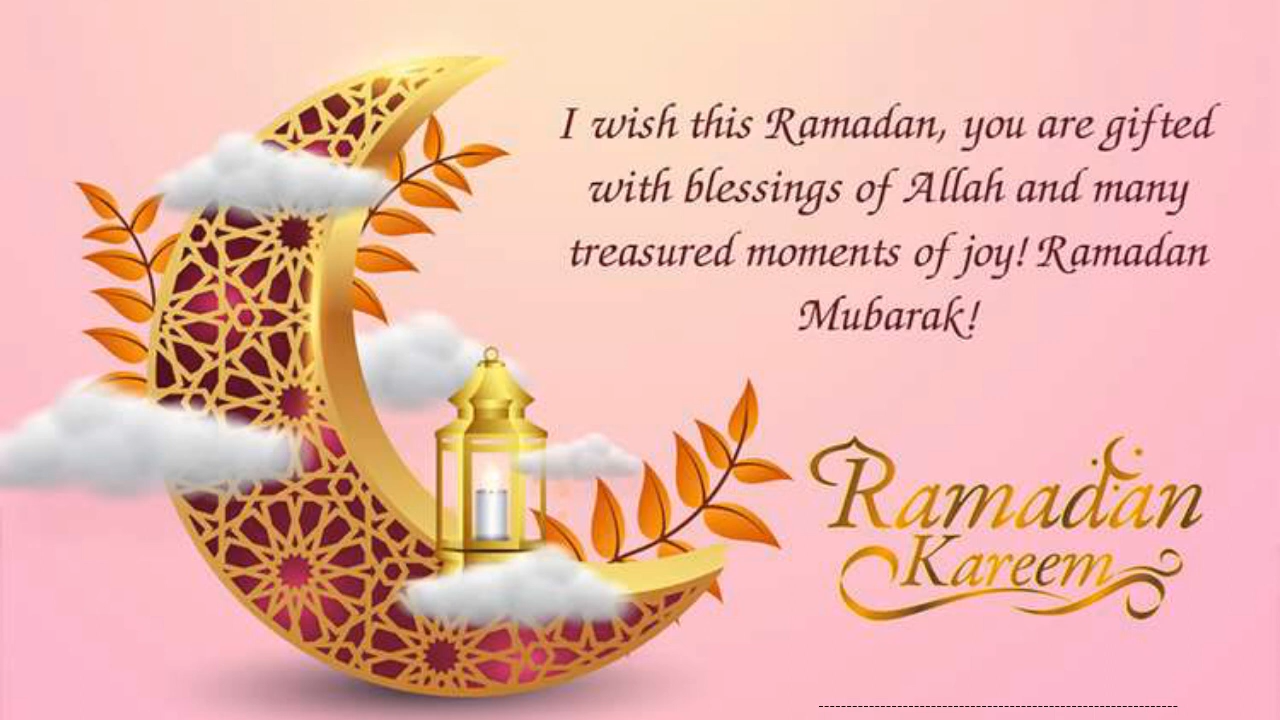 I wish this Ramadan, you are gifted
with blessings of Allah and many
treasured moments of joy! Ramadan
Mubarak!
Ramadan
Kareem